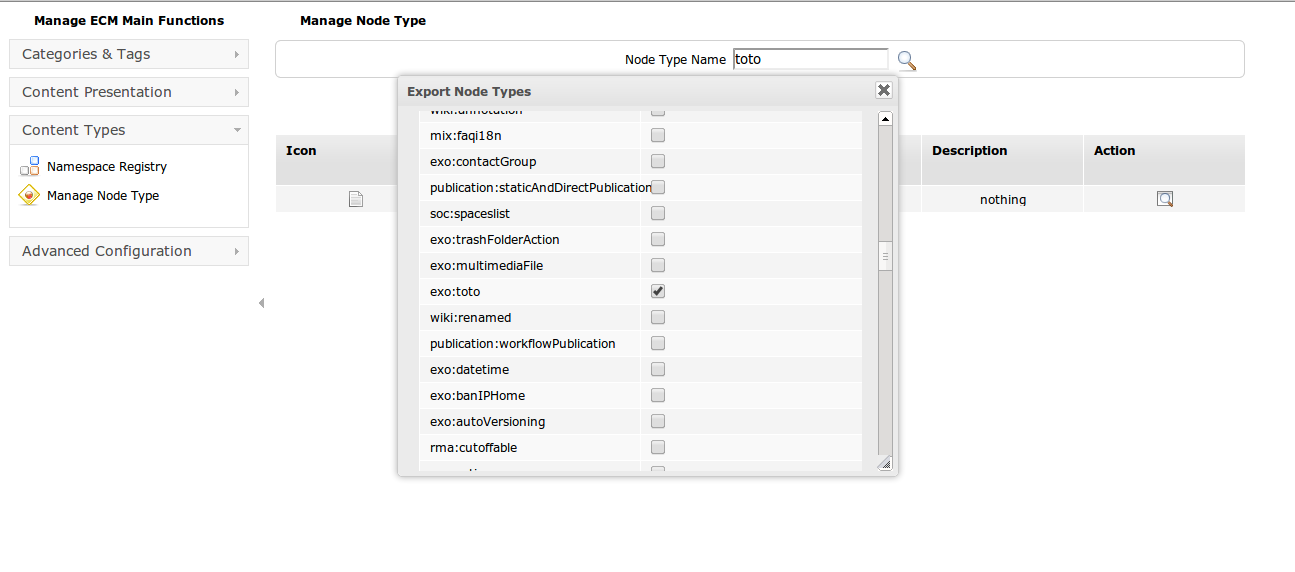 Manage ECM Main Functions
Manage Node Type
Categories & Tags
Content Presentation
Content Types
Namespace Registry
Manage Node Type
Advanced Configuration
Node Type Name toto
Export Node Types
wiki:annotation
mix:faqi18n
exo:contactGroup
publication:staticAndDirectPublication
soc:spaceslist
exo:trashFolderAction
exo:multimediaFile
exo:toto
wiki:renamed
publication:workflowPublication
exo:datetime
exo:banIPHome
exo:autoVersioning
rma:cutoffable
Icon Description Action
nothing